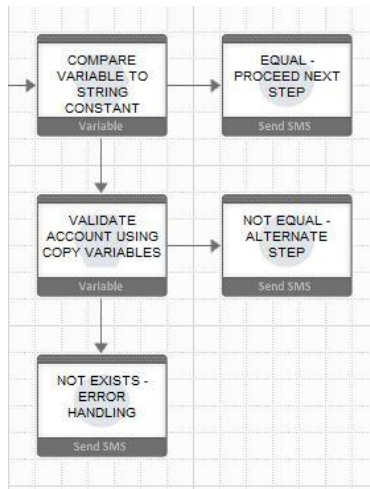 COMPARE
VARIABLE TO
STRING
CONSTANT
Variable
EQUAL -
PROCEED NEXT
STEP
Send SMS
VALIDATE
ACCOUNT USING
COPY VARIABLES
Variable
NOT EQUAL -
ALTERNATE
STEP
Send SMS
NOT EXISTS -
ERROR
HANDLING
Send SMS